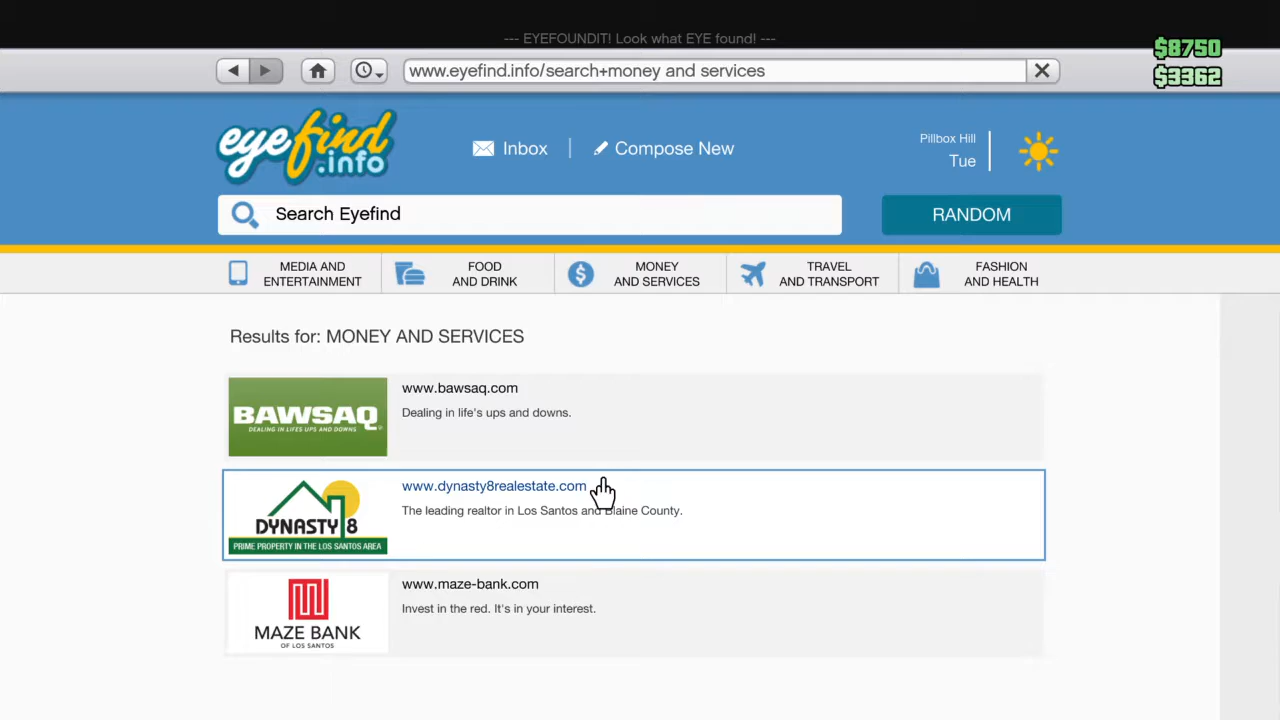 --- EYEFOUNDIT! Look what EYE found! ---
$8750
$3362
www.eyefind.info/search+money and services
eyefind
.info
Inbox
Compose New
Pillbox Hill
Tue
Search Eyefind
RANDOM
MEDIA AND
ENTERTAINMENT
FOOD
AND DRINK
MONEY
AND SERVICES
TRAVEL
AND TRANSPORT
FASHION
AND HEALTH
Results for: MONEY AND SERVICES
BAWSAQ
DEALING IN LIFES UPS AND DOWNS
www.bawsaq.com
Dealing in life's ups and downs.
DYNASTY 8
PRIME PROPERTY IN THE LOS SANTOS AREA
www.dynasty8realestate.com
The leading realtor in Los Santos and Blaine County.
MAZE BANK
OF LOS SANTOS
www.maze-bank.com
Invest in the red. It's in your interest.